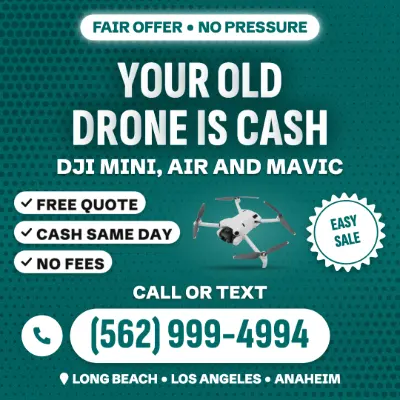 FAIR OFFER • NO PRESSURE
YOUR OLD
DRONE IS CASH
DJI MINI, AIR AND MAVIC
FREE QUOTE
CASH SAME DAY
NO FEES
EASY
SALE
CALL OR TEXT
(562) 999-4994
LONG BEACH • LOS ANGELES • ANAHEIM